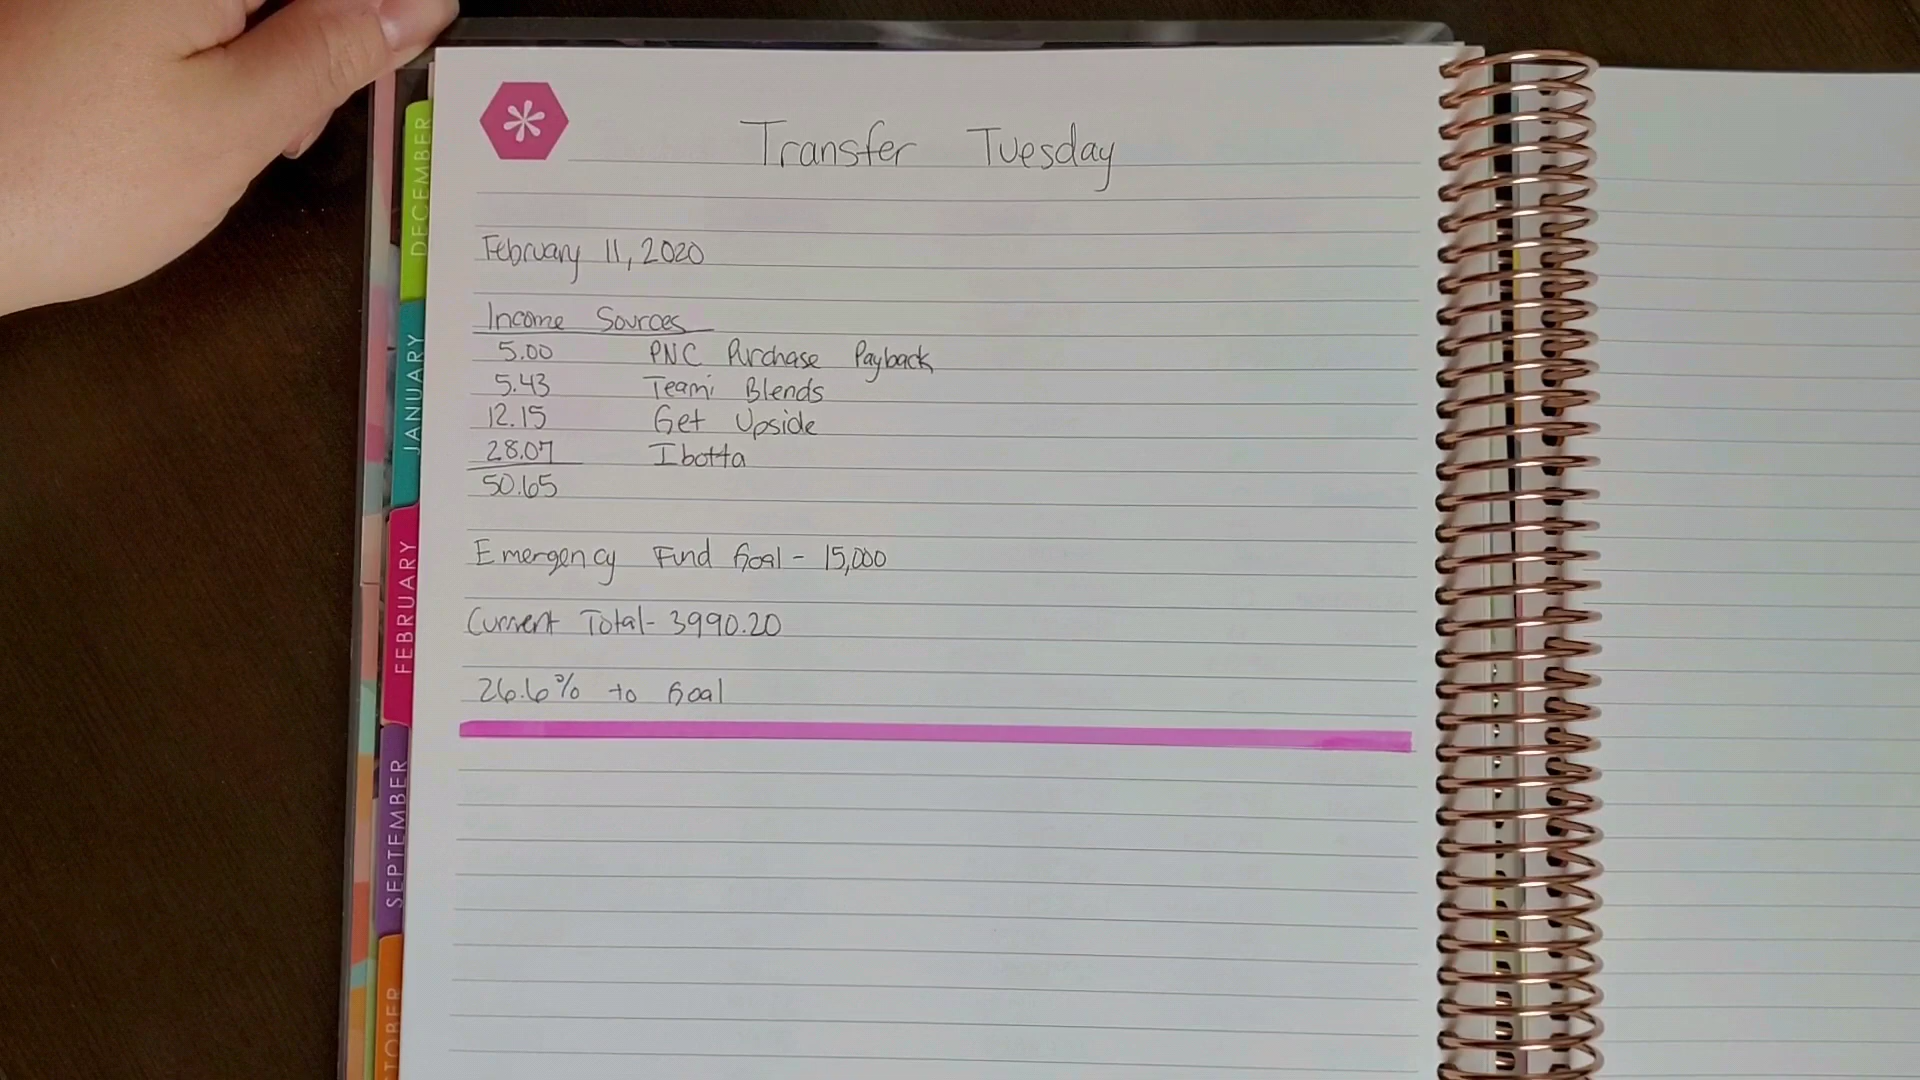 Transfer Tuesday
February 11, 2020
Income Sources
5.00 PNC Purchase Payback
5.43 Teami Blends
12.15 Get Upside
28.07 Ibotta
50.65
Emergency Fund Goal - 15,000
Current Total- 3990.20
26.6% to Goal
DECEMBER
JANUARY
FEBRUARY
SEPTEMBER